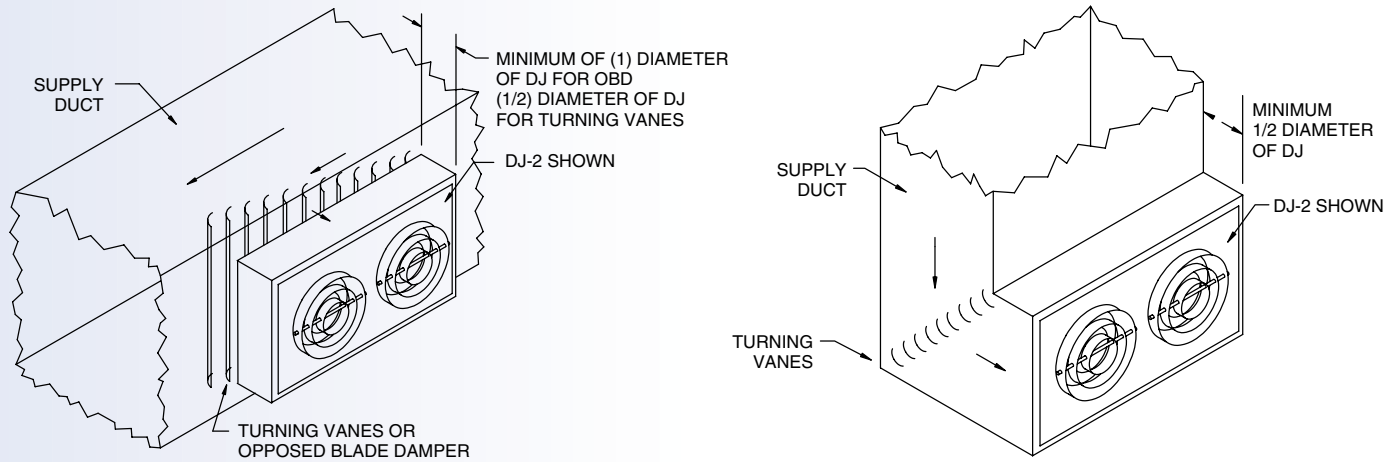 SUPPLY
DUCT
MINIMUM OF (1) DIAMETER
OF DJ FOR OBD
(1/2) DIAMETER OF DJ
FOR TURNING VANES
DJ-2 SHOWN
TURNING VANES OR
OPPOSED BLADE DAMPER
MINIMUM
1/2 DIAMETER
OF DJ
SUPPLY
DUCT
DJ-2 SHOWN
TURNING
VANES